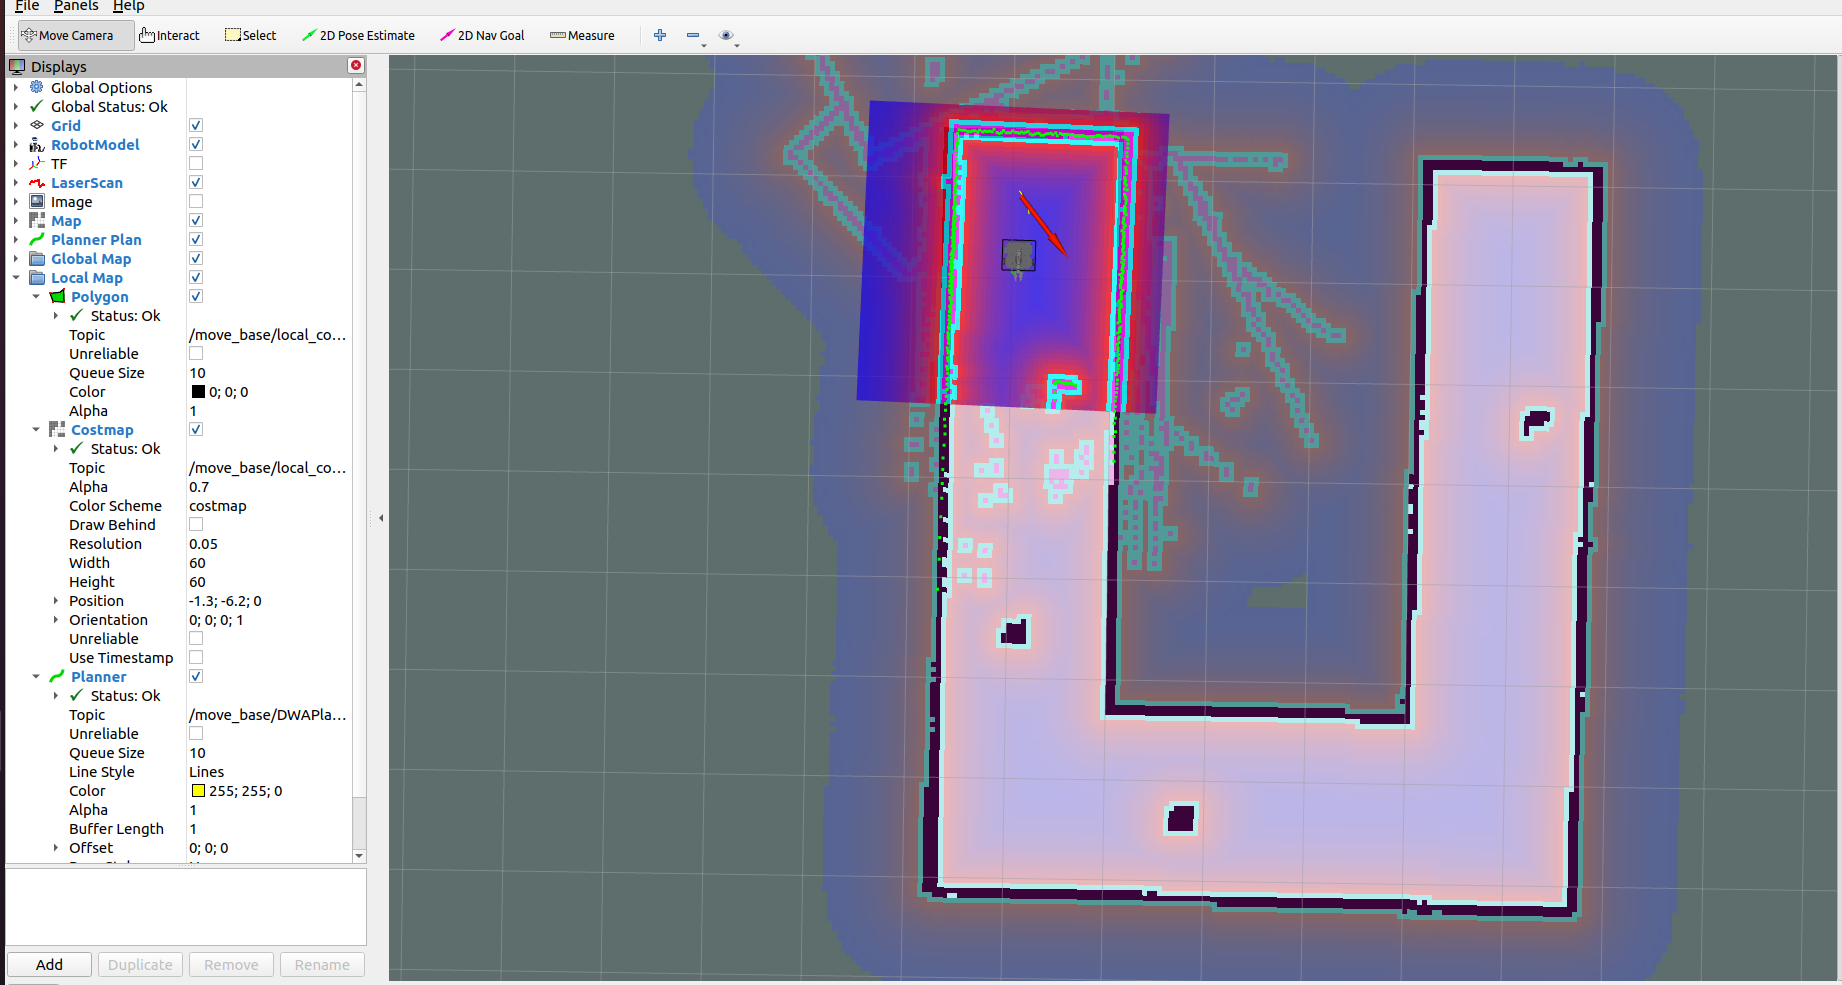 File Panels Help
Move Camera Interact Select 2D Pose Estimate 2D Nav Goal Measure
Displays
Global Options
Global Status: Ok
Grid
RobotModel
TF
LaserScan
Image
Map
Planner Plan
Global Map
Local Map
Polygon
Status: Ok
Topic /move_base/local_co...
Unreliable
Queue Size 10
Color 0; 0; 0
Alpha 1
Costmap
Status: Ok
Topic /move_base/local_co...
Alpha 0.7
Color Scheme costmap
Draw Behind
Resolution 0.05
Width 60
Height 60
Position -1.3; -6.2; 0
Orientation 0; 0; 0; 1
Unreliable
Use Timestamp
Planner
Status: Ok
Topic /move_base/DWAPla...
Unreliable
Queue Size 10
Line Style Lines
Color 255; 255; 0
Alpha 1
Buffer Length 1
Offset 0; 0; 0
Add Duplicate Remove Rename